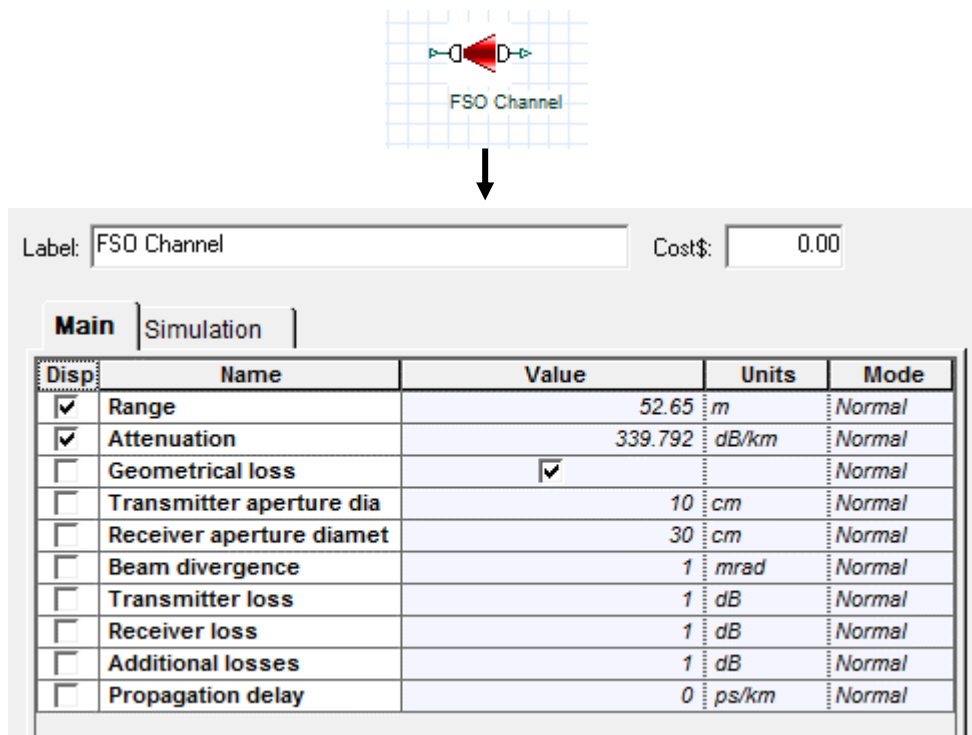 FSO Channel
Label: FSO Channel Cost$: 0.00
Main Simulation
Disp Name Value Units Mode
Range 52.65 m Normal
Attenuation 339.792 dB/km Normal
Geometrical loss Normal
Transmitter aperture dia 10 cm Normal
Receiver aperture diamet 30 cm Normal
Beam divergence 1 mrad Normal
Transmitter loss 1 dB Normal
Receiver loss 1 dB Normal
Additional losses 1 dB Normal
Propagation delay 0 ps/km Normal